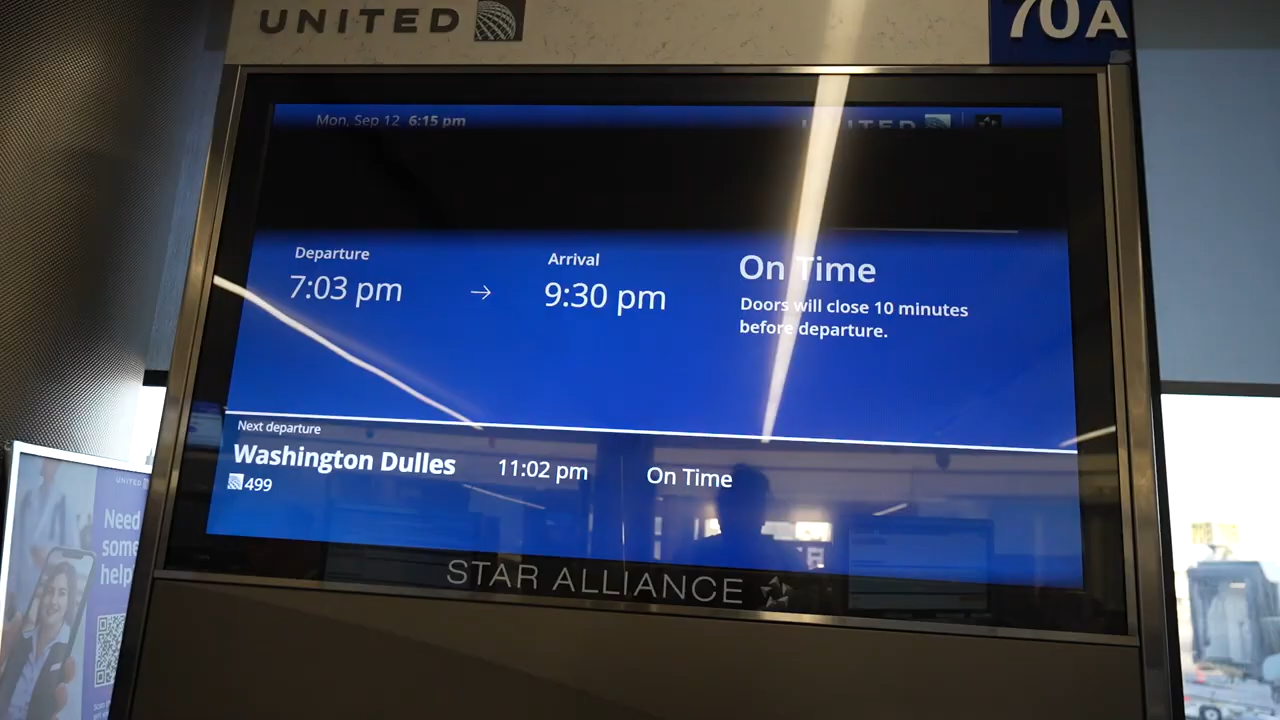 UNITED
70A
Mon, Sep 12 6:15 pm
UNITED
Departure
7:03 pm
→
Arrival
9:30 pm
On Time
Doors will close 10 minutes
before departure.
Next departure
Washington Dulles
499
11:02 pm
On Time
STAR ALLIANCE
UNITED
Need
some
help?